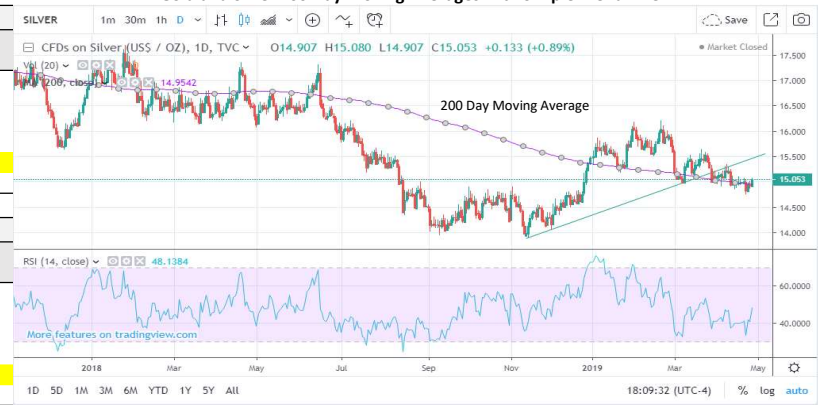 SILVER 1m 30m 1h D Save
CFDs on Silver (US$ / OZ), 1D, TVC O14.907 H15.080 L14.907 C15.053 +0.133 (+0.89%) Market Closed
Vol (20)
(200, close) 14.9542
17.500
17.000
200 Day Moving Average
16.500
16.000
15.500
15.053
14.500
14.000
RSI (14, close) 48.1384
60.0000
40.0000
More features on tradingview.com
2018 Mar May Jul Sep Nov 2019 Mar May
1D 5D 1M 3M 6M YTD 1Y 5Y All 18:09:32 (UTC-4) % log auto